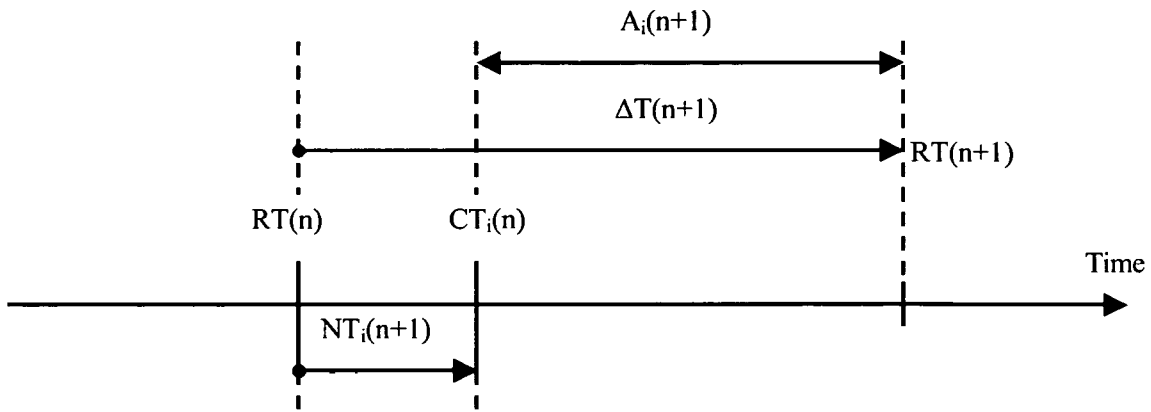 Aᵢ(n+1)
ΔT(n+1)
RT(n+1)
RT(n)
CTᵢ(n)
Time
NTᵢ(n+1)